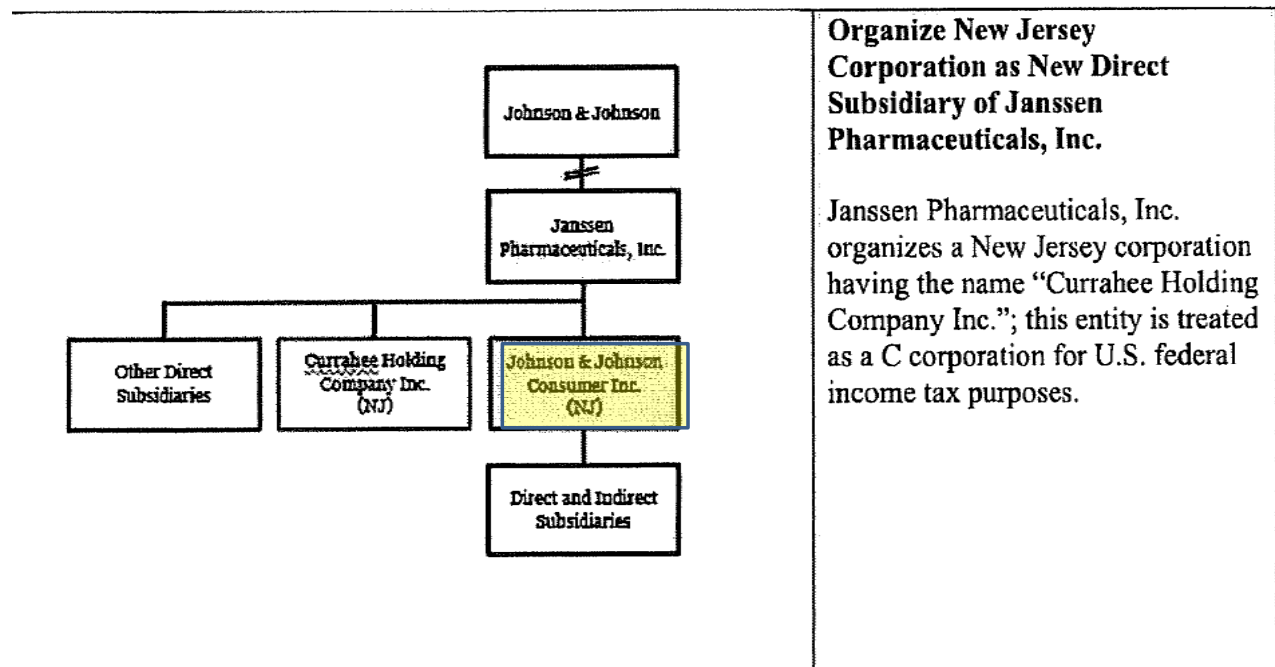 Johnson & Johnson
Janssen
Pharmaceuticals, Inc.
Other Direct
Subsidiaries
Currahee Holding
Company Inc.
(NJ)
Johnson & Johnson
Consumer Inc.
(NJ)
Direct and Indirect
Subsidiaries
Organize New Jersey
Corporation as New Direct
Subsidiary of Janssen
Pharmaceuticals, Inc.
Janssen Pharmaceuticals, Inc.
organizes a New Jersey corporation
having the name “Currahee Holding
Company Inc.”; this entity is treated
as a C corporation for U.S. federal
income tax purposes.